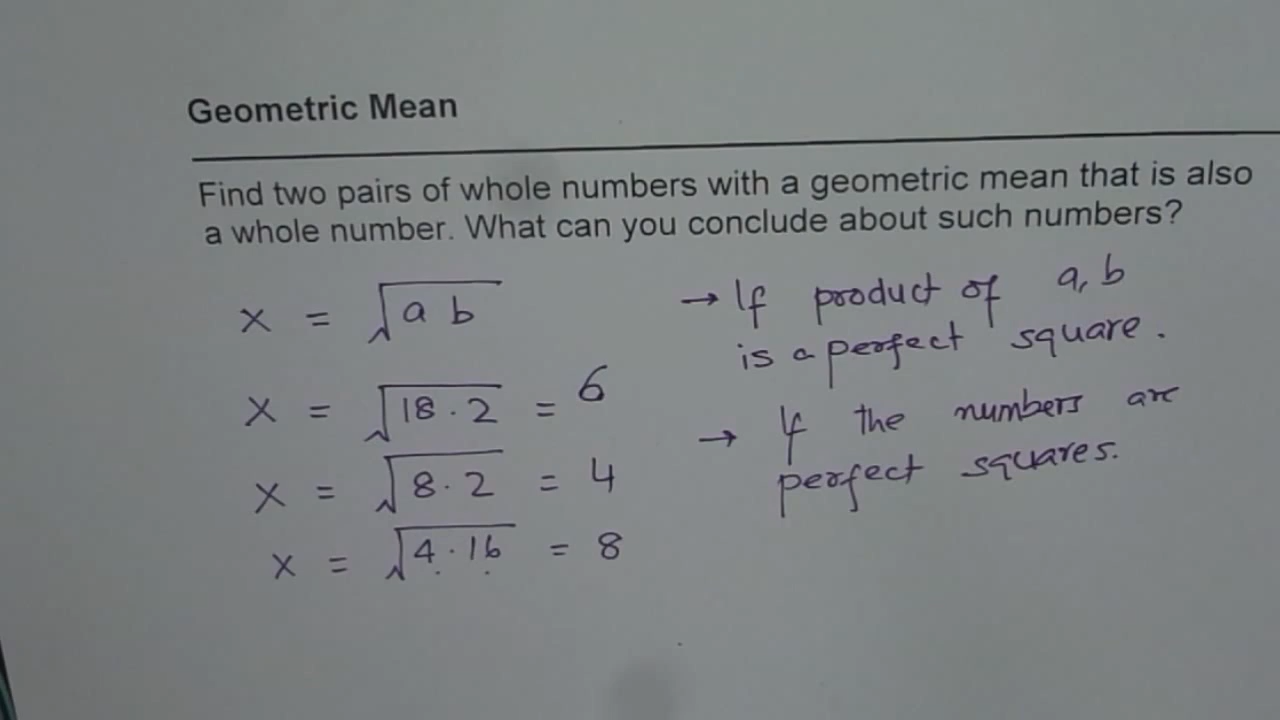 Geometric Mean
Find two pairs of whole numbers with a geometric mean that is also
a whole number. What can you conclude about such numbers?
x = √ab
→ If product of a, b
is a perfect square.
x = √18·2 = 6
→ If the numbers are
perfect squares.
x = √8·2 = 4
x = √4·16 = 8